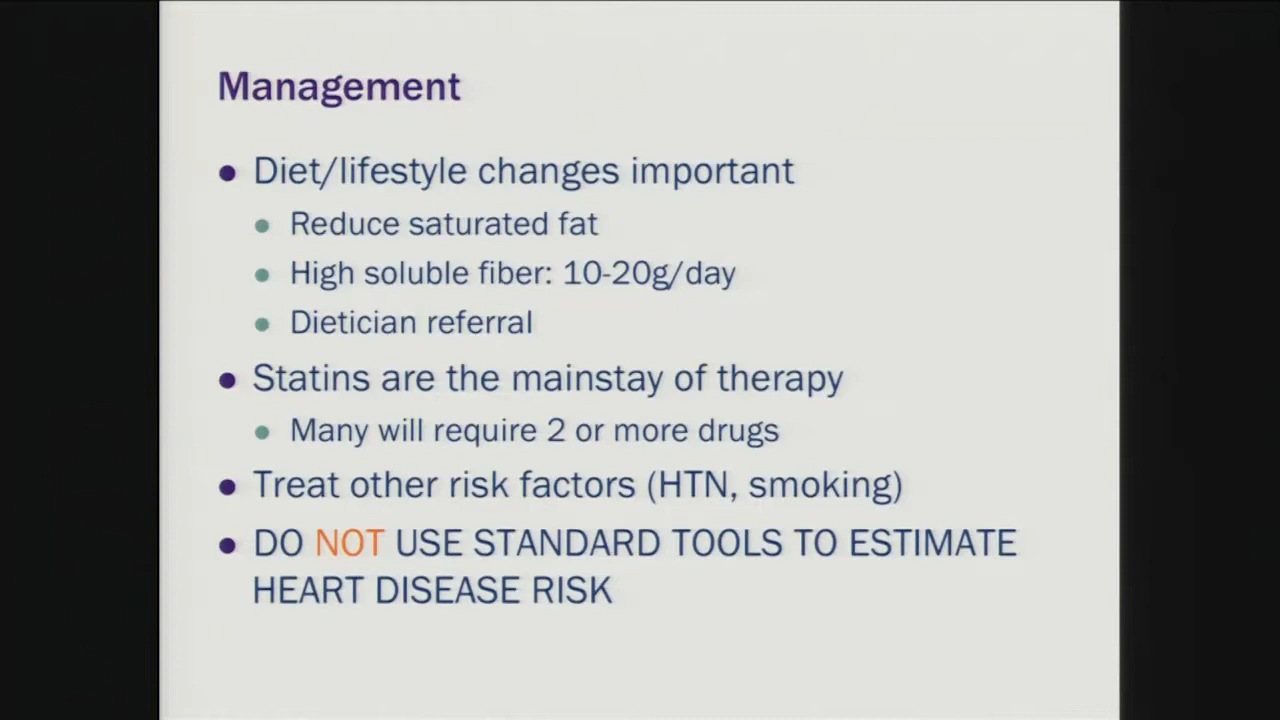 Management
• Diet/lifestyle changes important
• Reduce saturated fat
• High soluble fiber: 10-20g/day
• Dietician referral
• Statins are the mainstay of therapy
• Many will require 2 or more drugs
• Treat other risk factors (HTN, smoking)
• DO NOT USE STANDARD TOOLS TO ESTIMATE
HEART DISEASE RISK